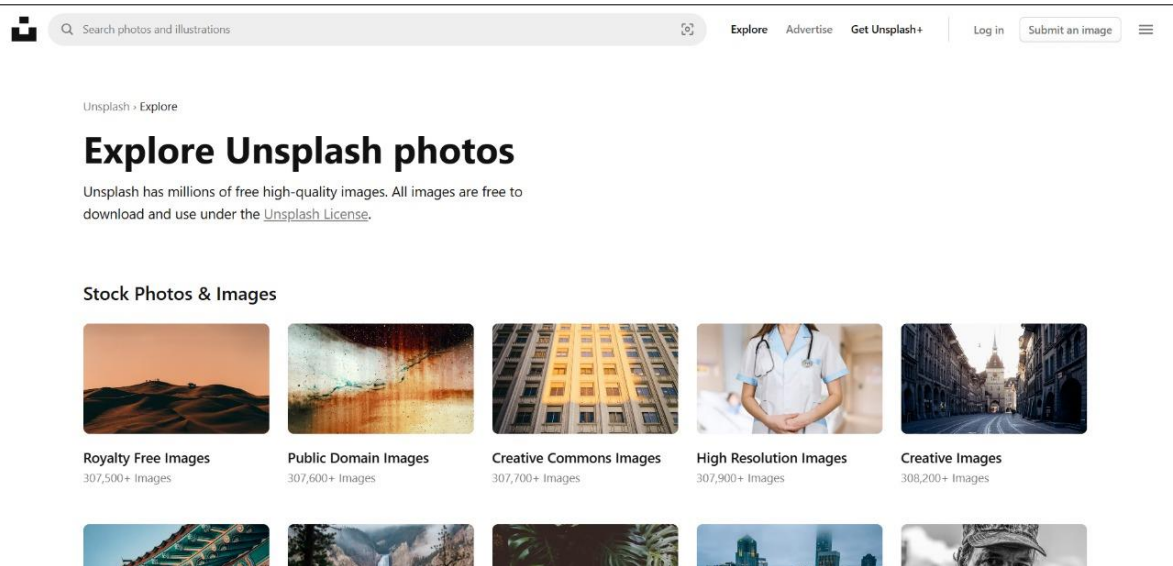 Search photos and illustrations
Explore
Advertise
Get Unsplash+
Log in
Submit an image
Unsplash › Explore
Explore Unsplash photos
Unsplash has millions of free high-quality images. All images are free to
download and use under the Unsplash License.
Stock Photos & Images
Royalty Free Images
307,500+ Images
Public Domain Images
307,600+ Images
Creative Commons Images
307,700+ Images
High Resolution Images
307,900+ Images
Creative Images
308,200+ Images